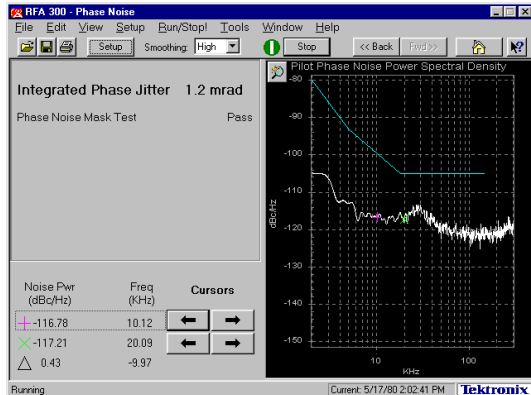 RFA 300 - Phase Noise
File Edit View Setup Run/Stop! Tools Window Help
Setup Smoothing: High Stop << Back Fwd >>
Integrated Phase Jitter 1.2 mrad
Phase Noise Mask Test Pass
Pilot Phase Noise Power Spectral Density
-80
-90
-100
-110
dBc/Hz
-130
-140
-150
10 100
KHz
Noise Pwr (dBc/Hz) Freq (KHz) Cursors
-116.78 10.12
-117.21 20.09
0.43 -9.97
Running Current: 5/17/80 2:02:41 PM Tektronix